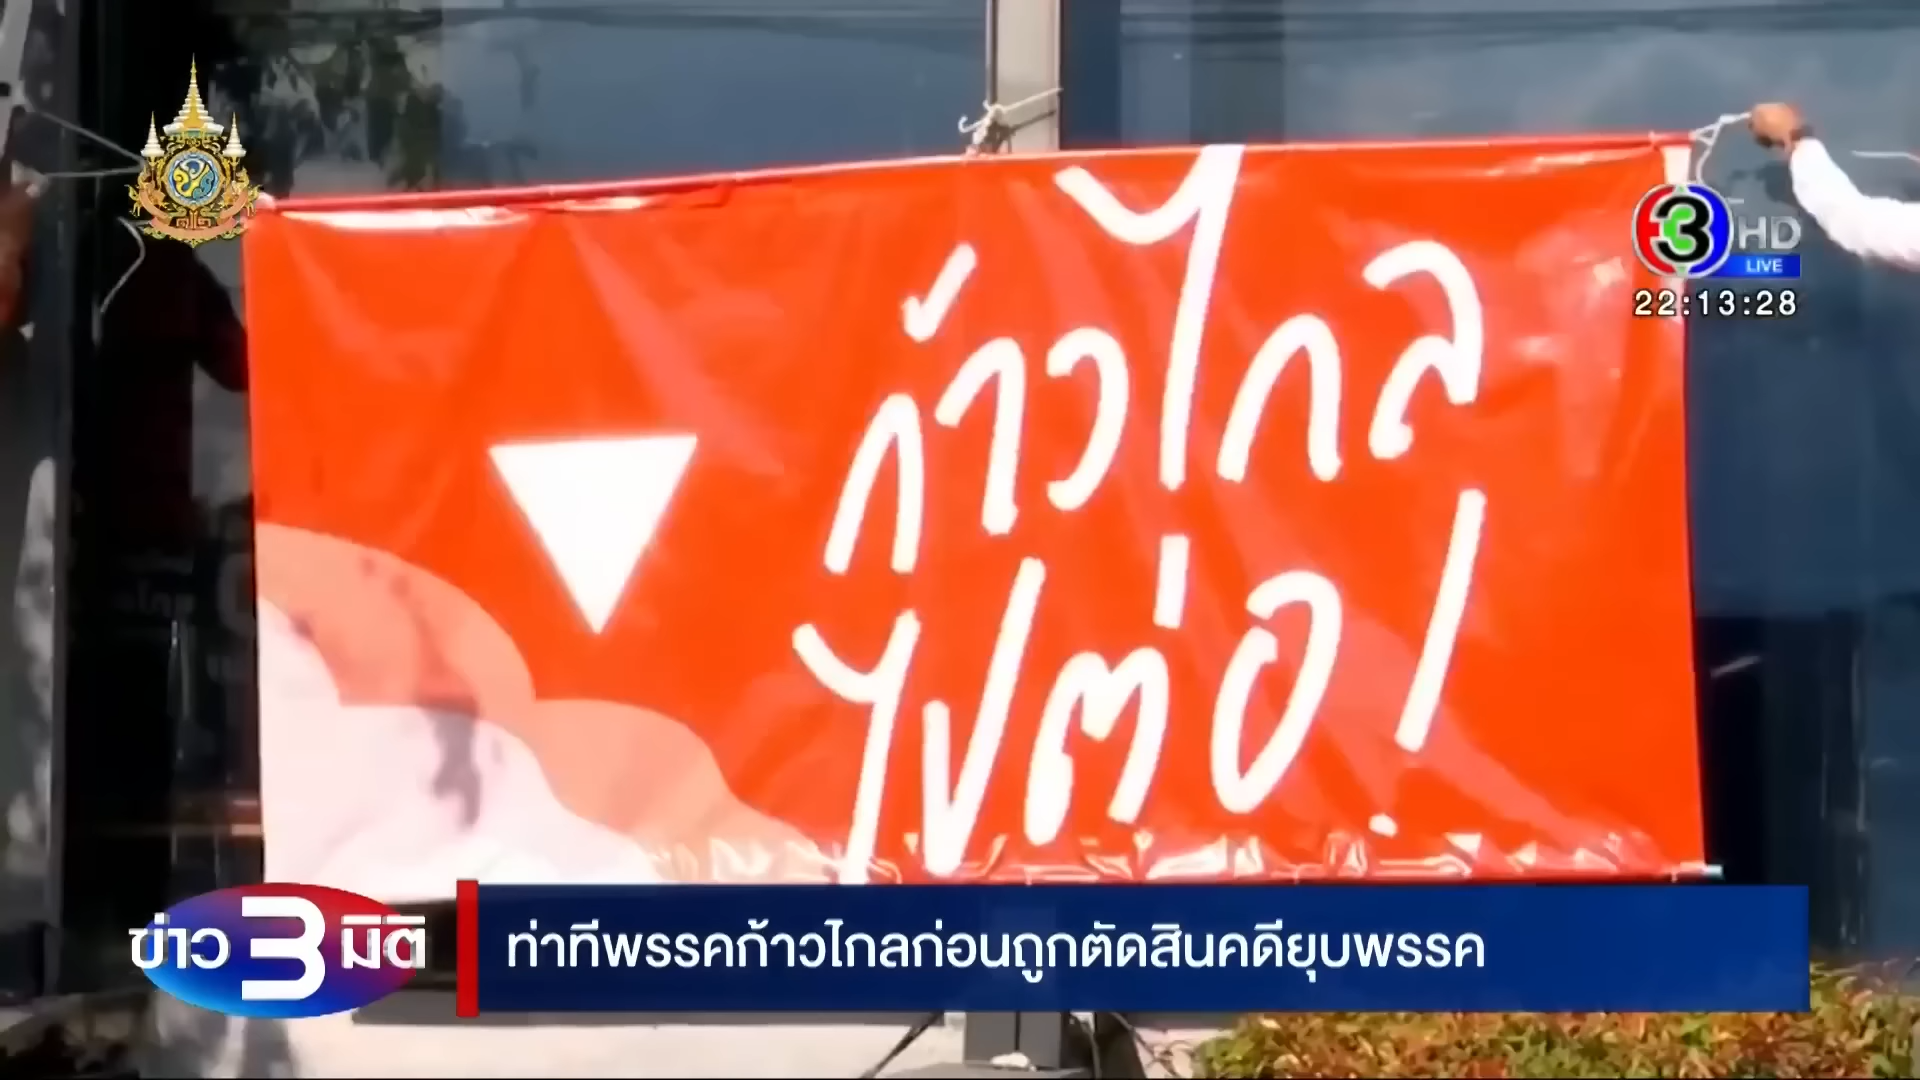 3 HD
LIVE
22:13:28
ก้าวไกล
ไปต่อ!
ข่าว 3 มิติ
ท่าทีพรรคก้าวไกลก่อนถูกตัดสินคดียุบพรรค